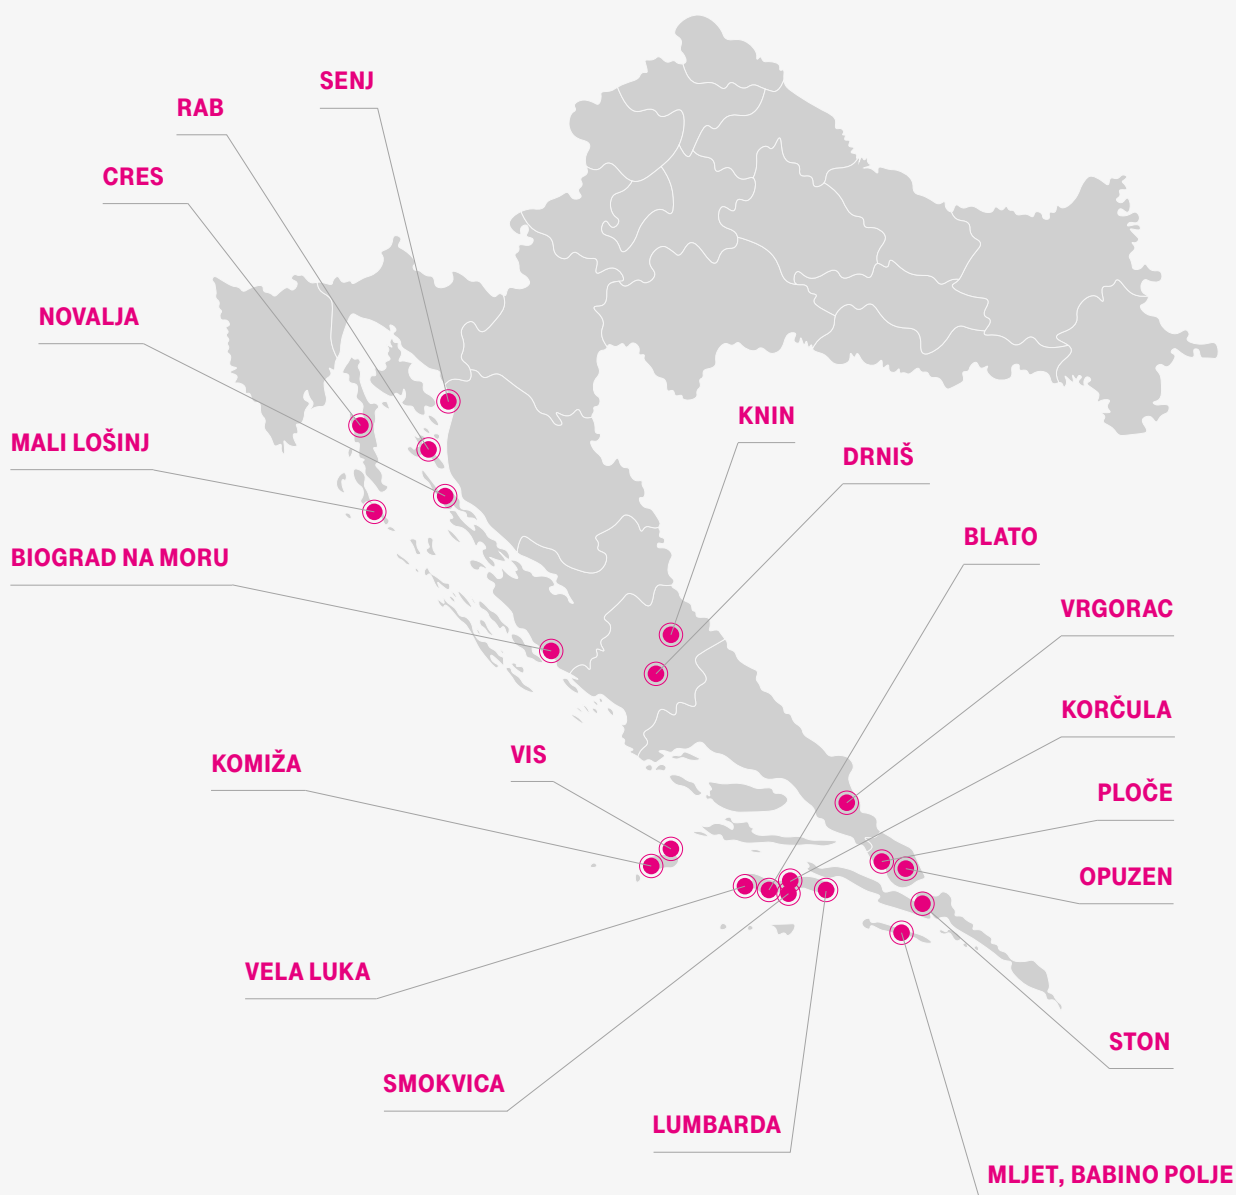 SENJ
RAB
CRES
NOVALJA
KNIN
MALI LOŠINJ
DRNIŠ
BLATO
BIOGRAD NA MORU
VRGORAC
KORČULA
VIS
KOMIŽA
PLOČE
OPUZEN
VELA LUKA
STON
SMOKVICA
LUMBARDA
MLJET, BABINO POLJE